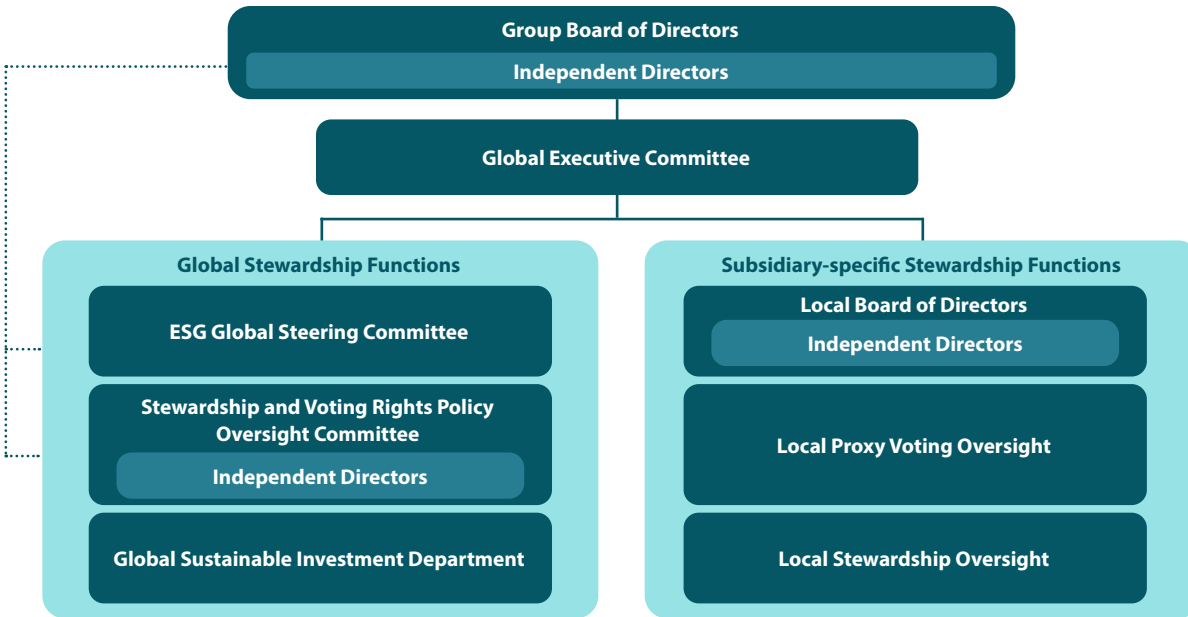 Group Board of Directors
Independent Directors
Global Executive Committee
Global Stewardship Functions
ESG Global Steering Committee
Stewardship and Voting Rights Policy
Oversight Committee
Independent Directors
Global Sustainable Investment Department
Subsidiary-specific Stewardship Functions
Local Board of Directors
Independent Directors
Local Proxy Voting Oversight
Local Stewardship Oversight